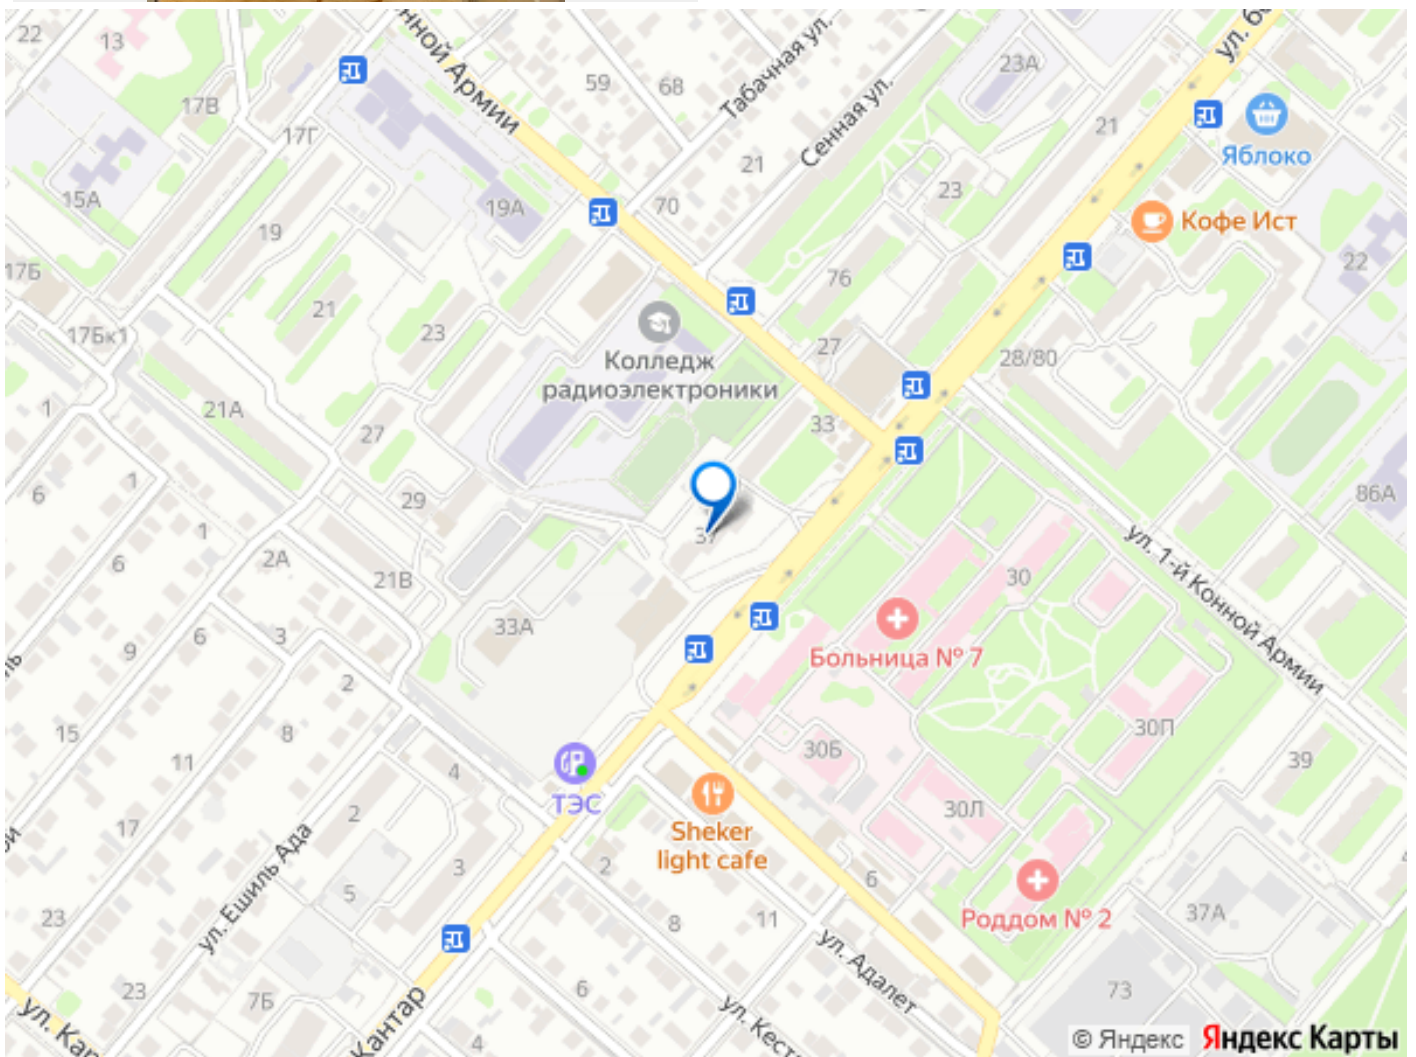 22
13
нной Армии
59
68
Табачная ул.
23А
ул. 6а
17В
17Г
21
Яблоко
Сенная ул.
21
15А
19А
70
23
Кофе Ист
19
22
17Б
76
21
23
17Бк1
Колледж
радиоэлектроники
27
28/80
1
21А
27
33
6
1
29
86А
1
37
ул. 1-й Конной Армии
2А
6
21В
30
33А
6
3
9
Больница № 7
2
30П
15
8
30Б
39
11
4
ТЭС
30Л
2
Sheker
light cafe
17
ул. Ешиль Ада
3
2
6
5
Роддом № 2
23
8
11
37А
ул. Адалет
23
7Б
6
73
ул. Кар
Кантар
4
ул. Кест
© Яндекс
Яндекс Карты